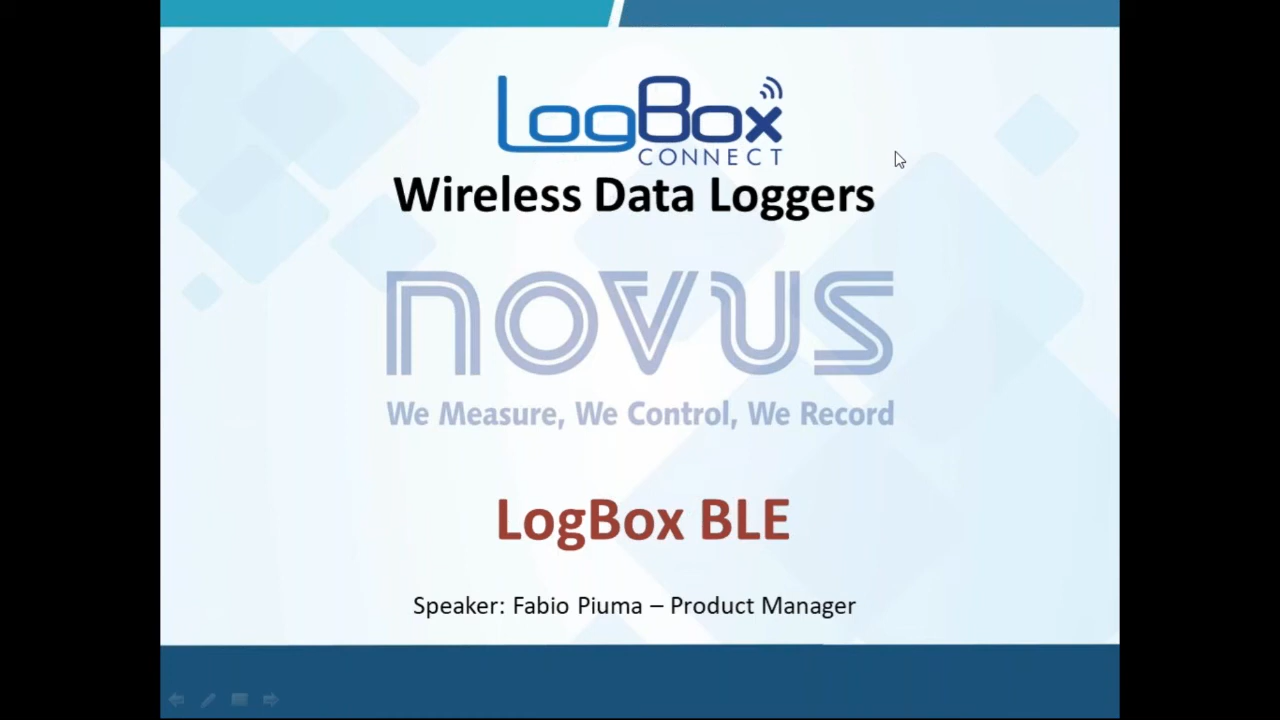 LogBox
CONNECT
Wireless Data Loggers
novus
We Measure, We Control, We Record
LogBox BLE
Speaker: Fabio Piuma – Product Manager